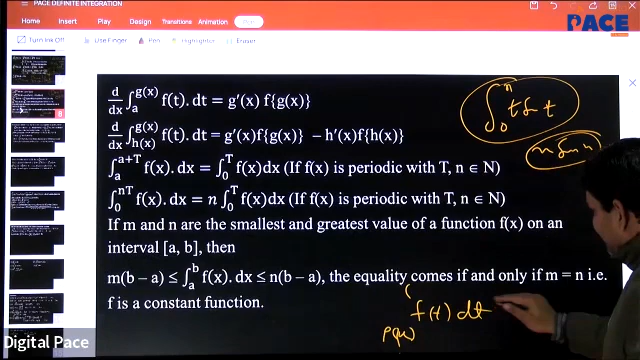 PACE DEFINITE INTEGRATION
File Home Insert Design Transitions Animation
Turn Ink Off Use Finger Pen Highlighter Eraser
PACE
8
d/dx ∫_a^{g(x)} f(t). dt = g′(x) f{g(x)}
d/dx ∫_{h(x)}^{g(x)} f(t). dt = g′(x)f{g(x)} − h′(x)f{h(x)}
∫_a^{a+T} f(x). dx = ∫_0^T f(x)dx (If f(x) is periodic with T, n ∈ N)
∫_0^{nT} f(x). dx = n ∫_0^T f(x)dx (If f(x) is periodic with T, n ∈ N)
If m and n are the smallest and greatest value of a function f(x) on an
interval [a, b], then
m(b − a) ≤ ∫_a^b f(x). dx ≤ n(b − a), the equality comes if and only if m = n i.e.
f is a constant function.
f(t) dt
Digital Pace